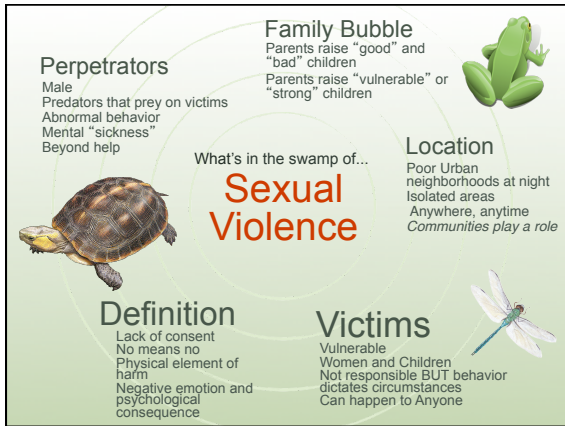 Family Bubble
Parents raise “good” and
“bad” children
Parents raise “vulnerable” or
“strong” children
Perpetrators
Male
Predators that prey on victims
Abnormal behavior
Mental “sickness”
Beyond help
Location
Poor Urban
neighborhoods at night
Isolated areas
Anywhere, anytime
Communities play a role
What’s in the swamp of...
Sexual
Violence
Definition
Lack of consent
No means no
Physical element of
harm
Negative emotion and
psychological
consequence
Victims
Vulnerable
Women and Children
Not responsible BUT behavior
dictates circumstances
Can happen to Anyone